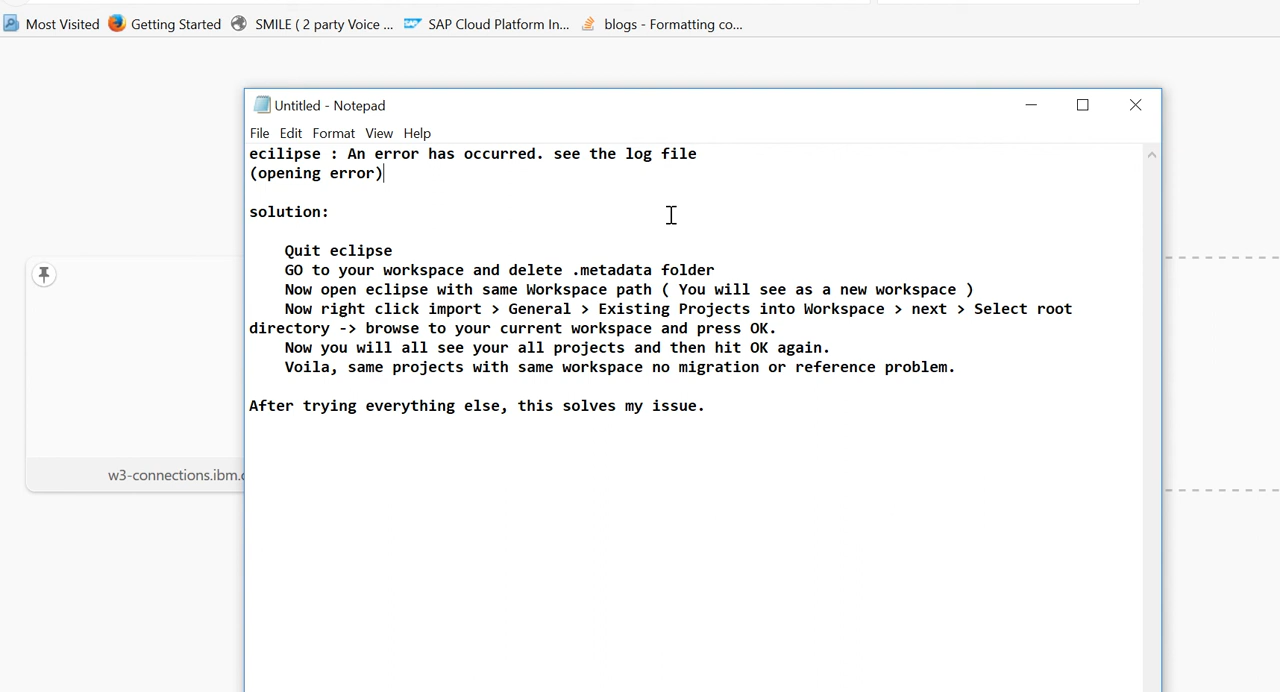 Most Visited Getting Started SMILE ( 2 party Voice ... SAP Cloud Platform In... blogs - Formatting co...
Untitled - Notepad
File Edit Format View Help
ecilipse : An error has occurred. see the log file
(opening error)
solution:
Quit eclipse
GO to your workspace and delete .metadata folder
Now open eclipse with same Workspace path ( You will see as a new workspace )
Now right click import > General > Existing Projects into Workspace > next > Select root
directory -> browse to your current workspace and press OK.
Now you will all see your all projects and then hit OK again.
Voila, same projects with same workspace no migration or reference problem.
After trying everything else, this solves my issue.
w3-connections.ibm.c